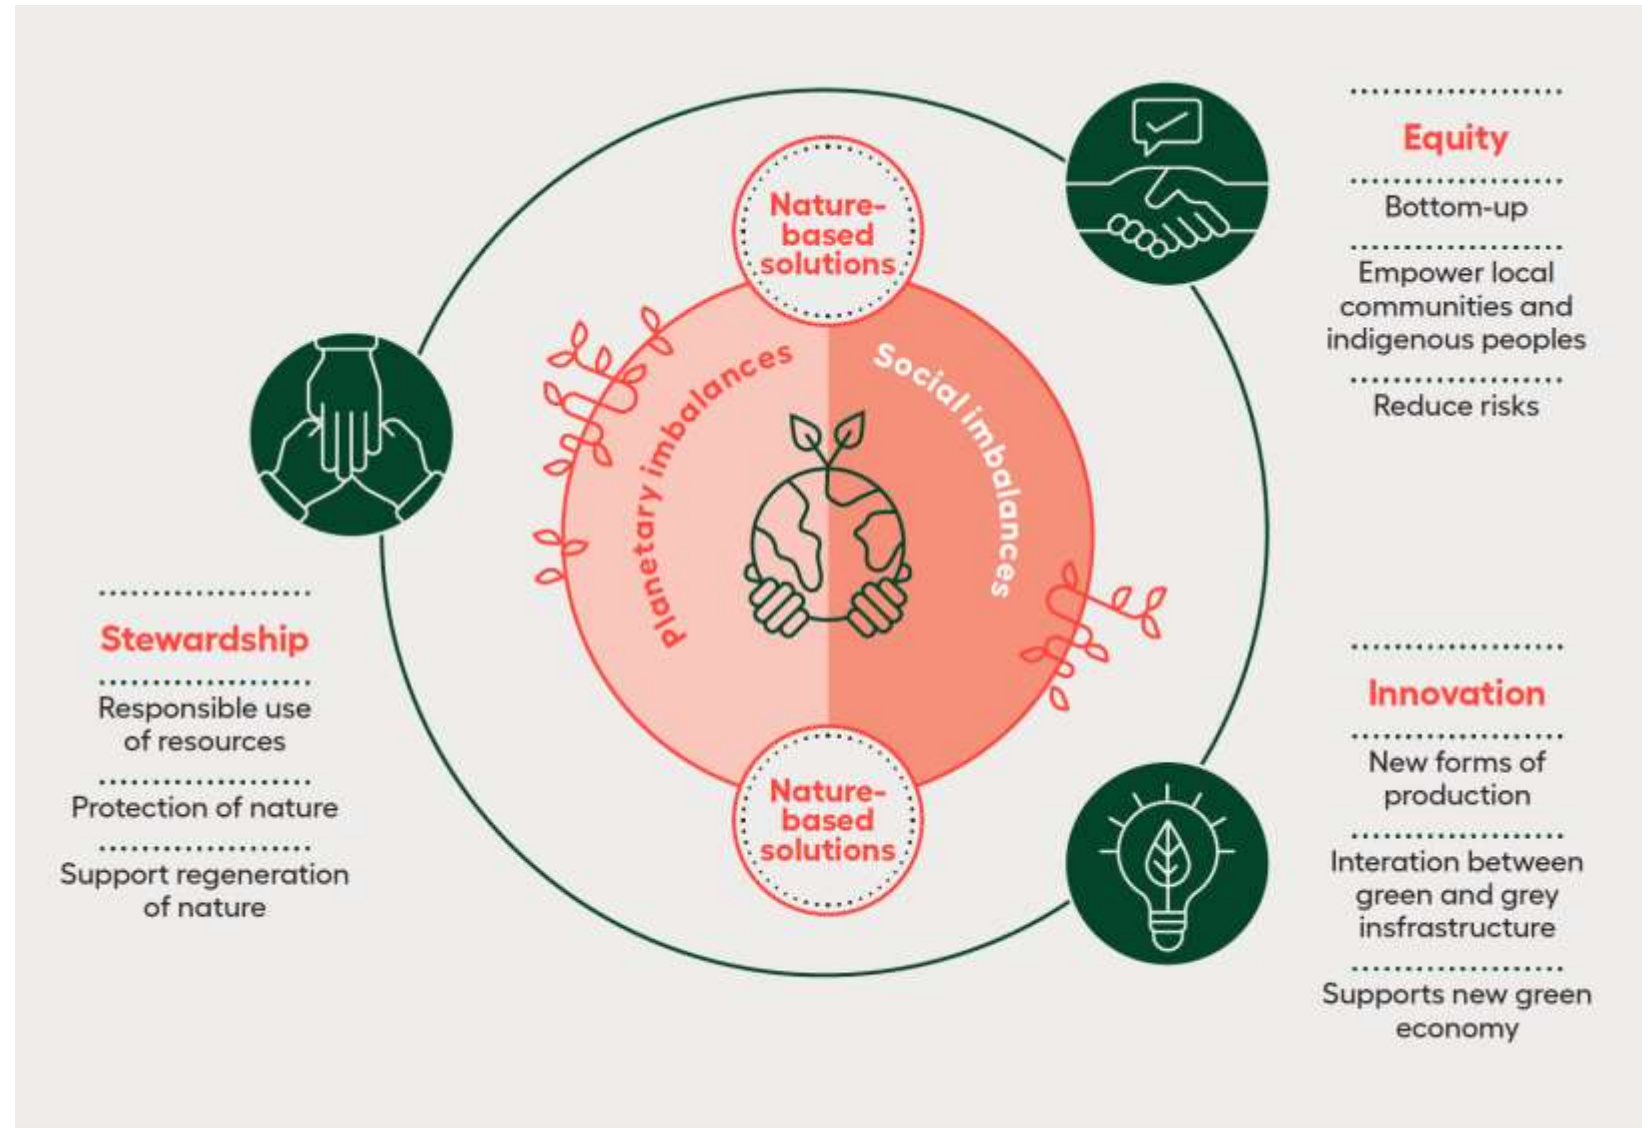 Nature-
based
solutions
Planetary imbalances
Social imbalances
Nature-
based
solutions
Equity
Bottom-up
Empower local
communities and
indigenous peoples
Reduce risks
Stewardship
Responsible use
of resources
Protection of nature
Support regeneration
of nature
Innovation
New forms of
production
Interation between
green and grey
insfrastructure
Supports new green
economy